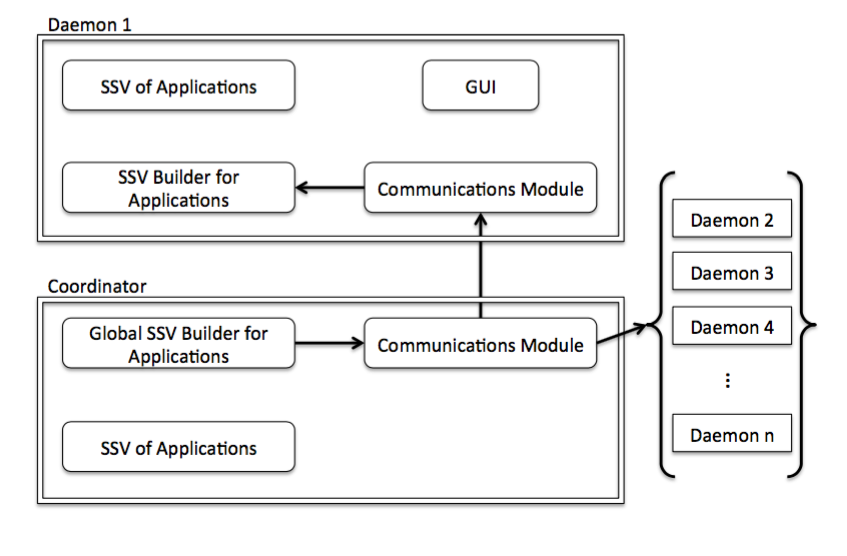 Daemon 1
SSV of Applications
GUI
SSV Builder for
Applications
Communications Module
Coordinator
Global SSV Builder for
Applications
Communications Module
SSV of Applications
Daemon 2
Daemon 3
Daemon 4
...
Daemon n